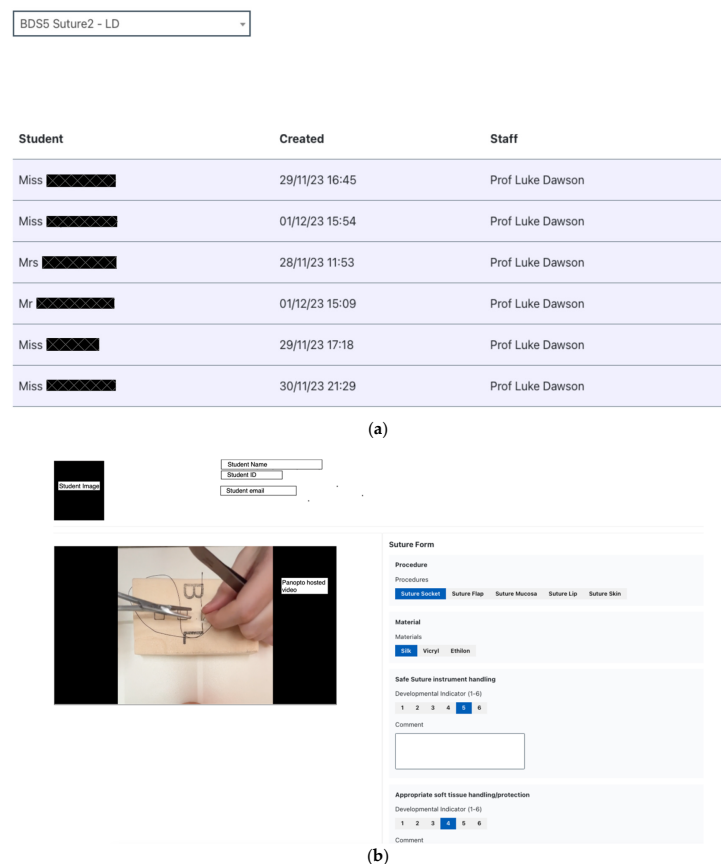 BDS5 Suture2 - LD
Student Created Staff
Miss 29/11/23 16:45 Prof Luke Dawson
Miss 01/12/23 15:54 Prof Luke Dawson
Mrs 28/11/23 11:53 Prof Luke Dawson
Mr 01/12/23 15:09 Prof Luke Dawson
Miss 29/11/23 17:18 Prof Luke Dawson
Miss 30/11/23 21:29 Prof Luke Dawson
(a)
Student Image
Student Name
Student ID
Student email
Panopto hosted
video
Suture Form
Procedure
Procedures
Suture Socket Suture Flap Suture Mucosa Suture Lip Suture Skin
Material
Materials
Silk Vicryl Ethilon
Safe Suture instrument handling
Developmental Indicator (1-6)
1 2 3 4 5 6
Comment
Appropriate soft tissue handling/protection
Developmental Indicator (1-6)
1 2 3 4 5 6
Comment
(b)